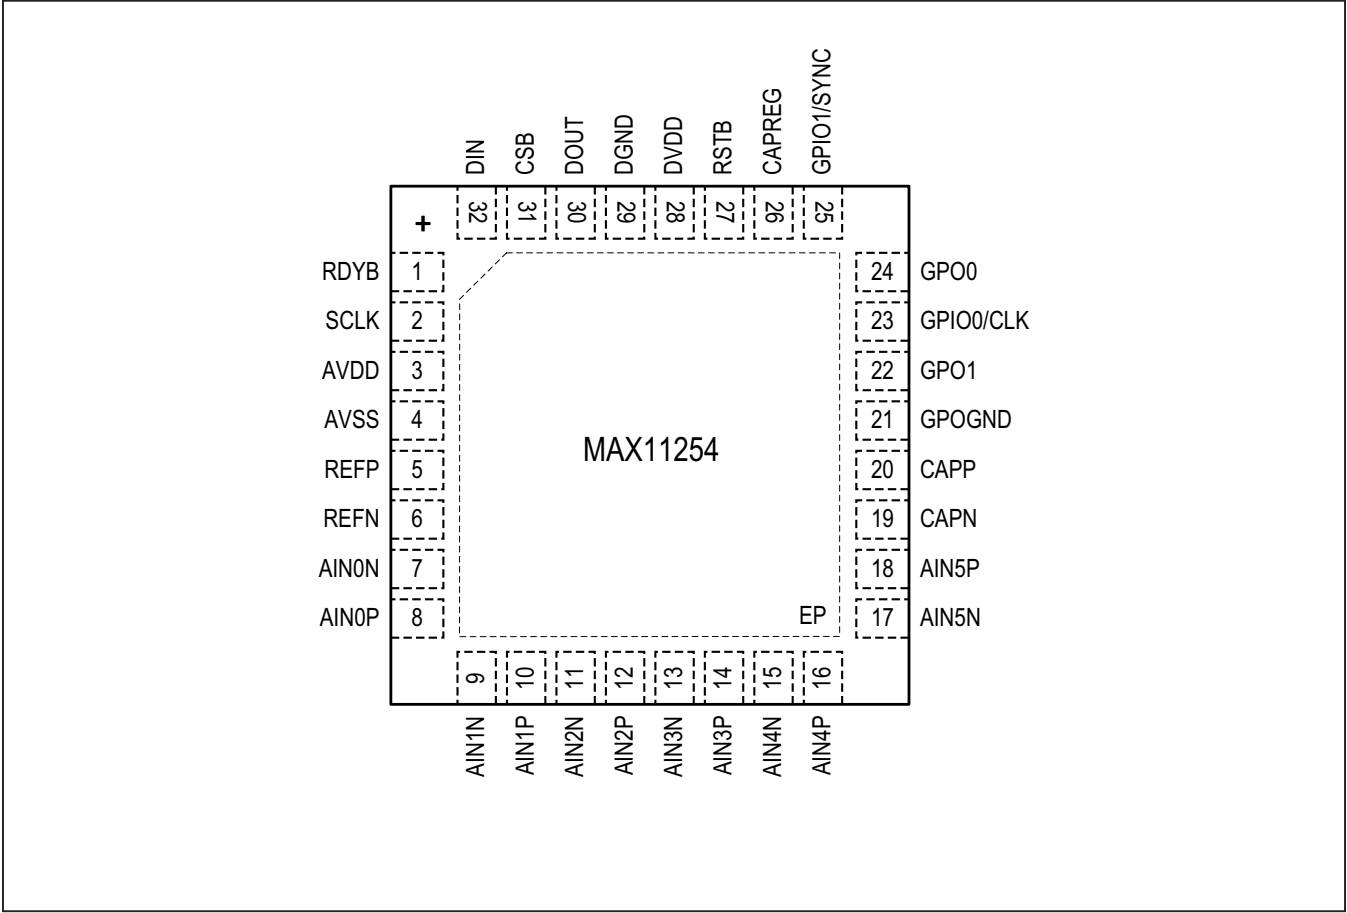 DIN CSB DOUT DGND DVDD RSTB CAPREG GPIO1/SYNC
+ 32 31 30 29 28 27 26 25
RDYB 1 24 GPO0
SCLK 2 23 GPIO0/CLK
AVDD 3 22 GPO1
AVSS 4 21 GPOGND
MAX11254
REFP 5 20 CAPP
REFN 6 19 CAPN
AIN0N 7 18 AIN5P
AIN0P 8 EP 17 AIN5N
9 10 11 12 13 14 15 16
AIN1N AIN1P AIN2N AIN2P AIN3N AIN3P AIN4N AIN4P